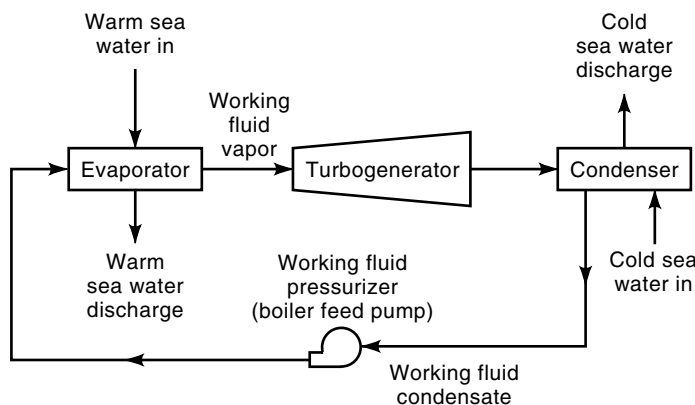 Warm sea
water in
Cold
sea water
discharge
Working
fluid
vapor
Evaporator
Turbogenerator
Condenser
Warm
sea water
discharge
Working fluid
pressurizer
(boiler feed pump)
Cold sea
water in
Working fluid
condensate